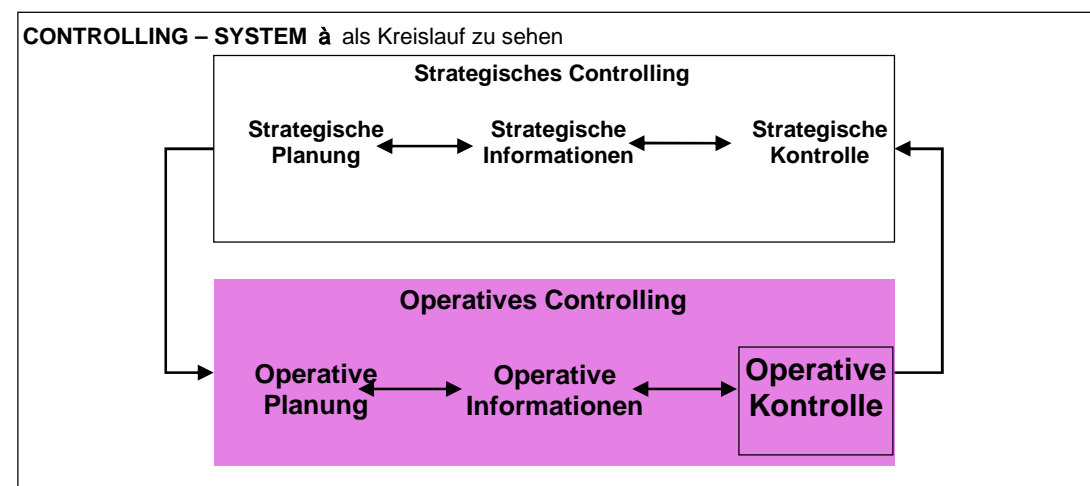 CONTROLLING – SYSTEM à als Kreislauf zu sehen
Strategisches Controlling
Strategische Planung
Strategische Informationen
Strategische Kontrolle
Operatives Controlling
Operative Planung
Operative Informationen
Operative Kontrolle